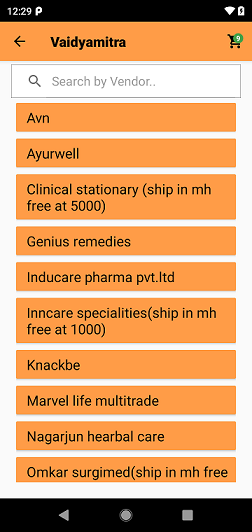 12:29
Vaidyamitra
9
Search by Vendor..
Avn
Ayurwell
Clinical stationary (ship in mh
free at 5000)
Genius remedies
Inducare pharma pvt.ltd
Inncare specialities(ship in mh
free at 1000)
Knackbe
Marvel life multitrade
Nagarjun hearbal care
Omkar surgimed(ship in mh free